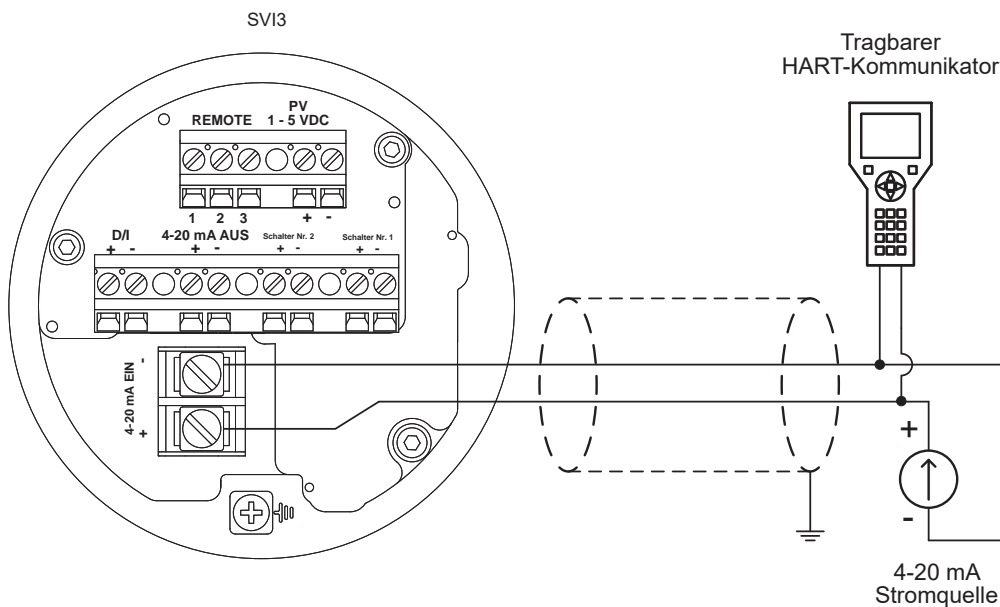 SVI3
Tragbarer
HART-Kommunikator
PV
REMOTE 1 - 5 VDC
1 2 3 + -
D/I 4-20 mA AUS Schalter Nr. 2 Schalter Nr. 1
+ - + - + - + -
4-20 mA EIN
-
+
+
-
4-20 mA
Stromquelle